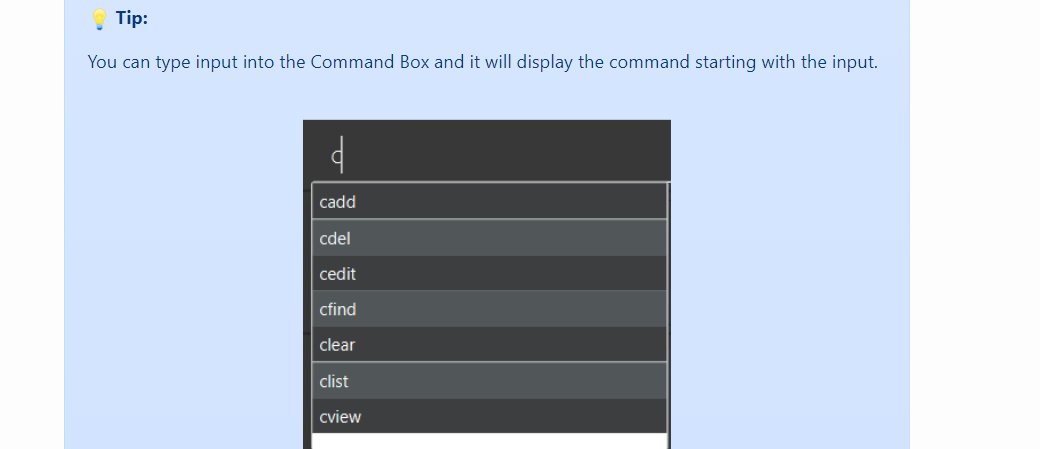 💡 Tip:
You can type input into the Command Box and it will display the command starting with the input.
c
cadd
cdel
cedit
cfind
clear
clist
cview